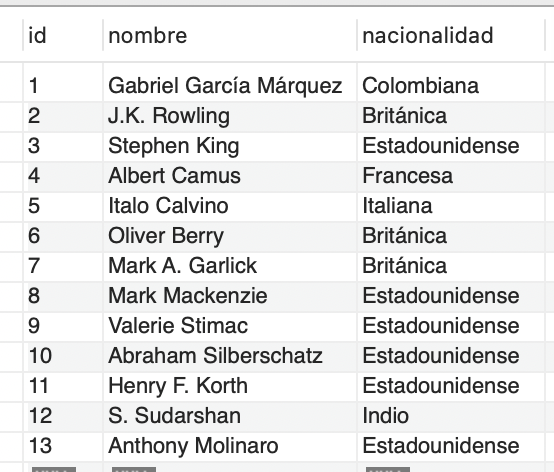 id nombre nacionalidad
1 Gabriel García Márquez Colombiana
2 J.K. Rowling Británica
3 Stephen King Estadounidense
4 Albert Camus Francesa
5 Italo Calvino Italiana
6 Oliver Berry Británica
7 Mark A. Garlick Británica
8 Mark Mackenzie Estadounidense
9 Valerie Stimac Estadounidense
10 Abraham Silberschatz Estadounidense
11 Henry F. Korth Estadounidense
12 S. Sudarshan Indio
13 Anthony Molinaro Estadounidense